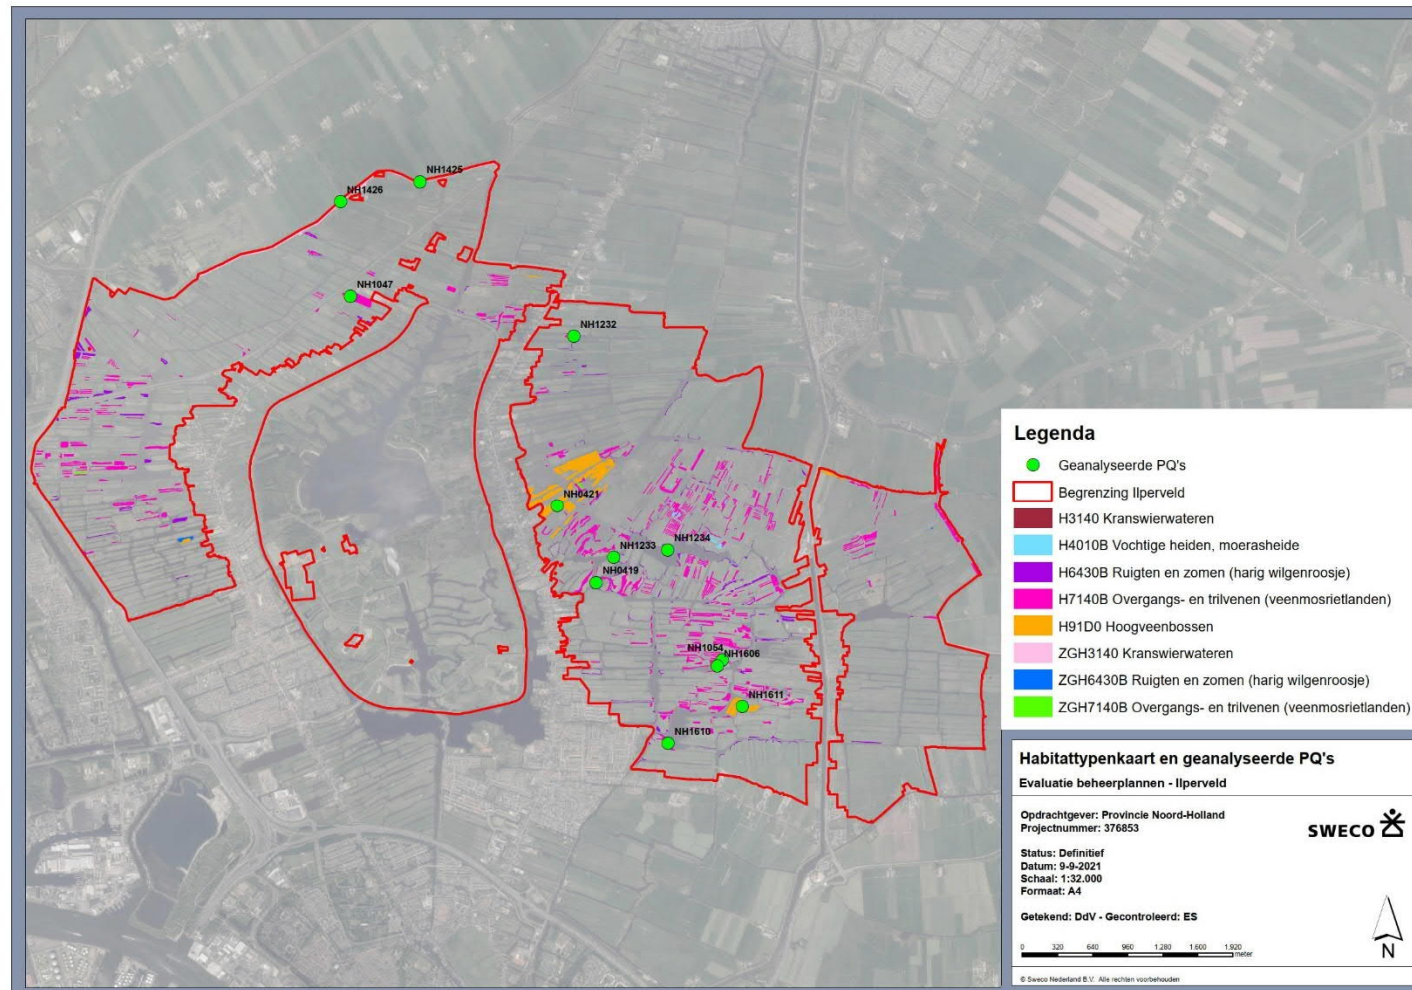 NH1425
NH1426
NH1047
NH1232
NH0421
NH1233
NH1234
NH0419
NH1054
NH1606
NH1611
NH1610
Legenda
Geanalyseerde PQ's
Begrenzing Ilperveld
H3140 Kranswierwateren
H4010B Vochtige heiden, moerasheide
H6430B Ruigten en zomen (harig wilgenroosje)
H7140B Overgangs- en trilvenen (veenmosrietlanden)
H91D0 Hoogveenbossen
ZGH3140 Kranswierwateren
ZGH6430B Ruigten en zomen (harig wilgenroosje)
ZGH7140B Overgangs- en trilvenen (veenmosrietlanden)
Habitattypenkaart en geanalyseerde PQ's
Evaluatie beheerplannen - Ilperveld
Opdrachtgever: Provincie Noord-Holland
Projectnummer: 376853
SWECO
Status: Definitief
Datum: 9-9-2021
Schaal: 1:32.000
Formaat: A4
Getekend: DdV - Gecontroleerd: ES
N
0 320 640 960 1.280 1.600 1.920
meter
© Sweco Nederland B.V. Alle rechten voorbehouden